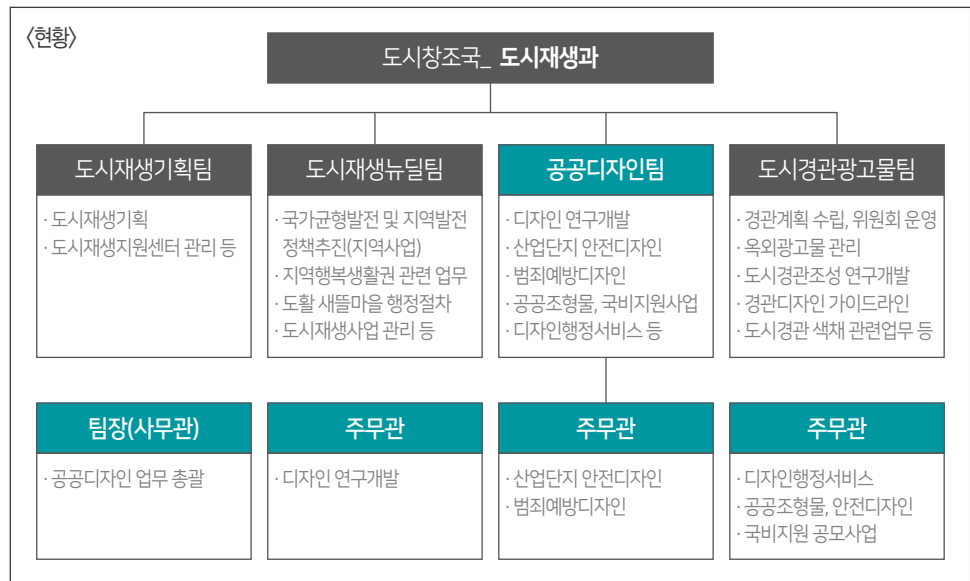 〈현황〉
도시창조국_ 도시재생과
도시재생기획팀
· 도시재생기획
· 도시재생지원센터 관리 등
도시재생뉴딜팀
· 국가균형발전 및 지역발전
정책추진(지역사업)
· 지역행복생활권 관련 업무
· 도활 새뜰마을 행정절차
· 도시재생사업 관리 등
공공디자인팀
· 디자인 연구개발
· 산업단지 안전디자인
· 범죄예방디자인
· 공공조형물, 국비지원사업
· 디자인행정서비스 등
도시경관광고물팀
· 경관계획 수립, 위원회 운영
· 옥외광고물 관리
· 도시경관조성 연구개발
· 경관디자인 가이드라인
· 도시경관 색채 관련업무 등
팀장(사무관)
· 공공디자인 업무 총괄
주무관
· 디자인 연구개발
주무관
· 산업단지 안전디자인
· 범죄예방디자인
주무관
· 디자인행정서비스
· 공공조형물, 안전디자인
· 국비지원 공모사업